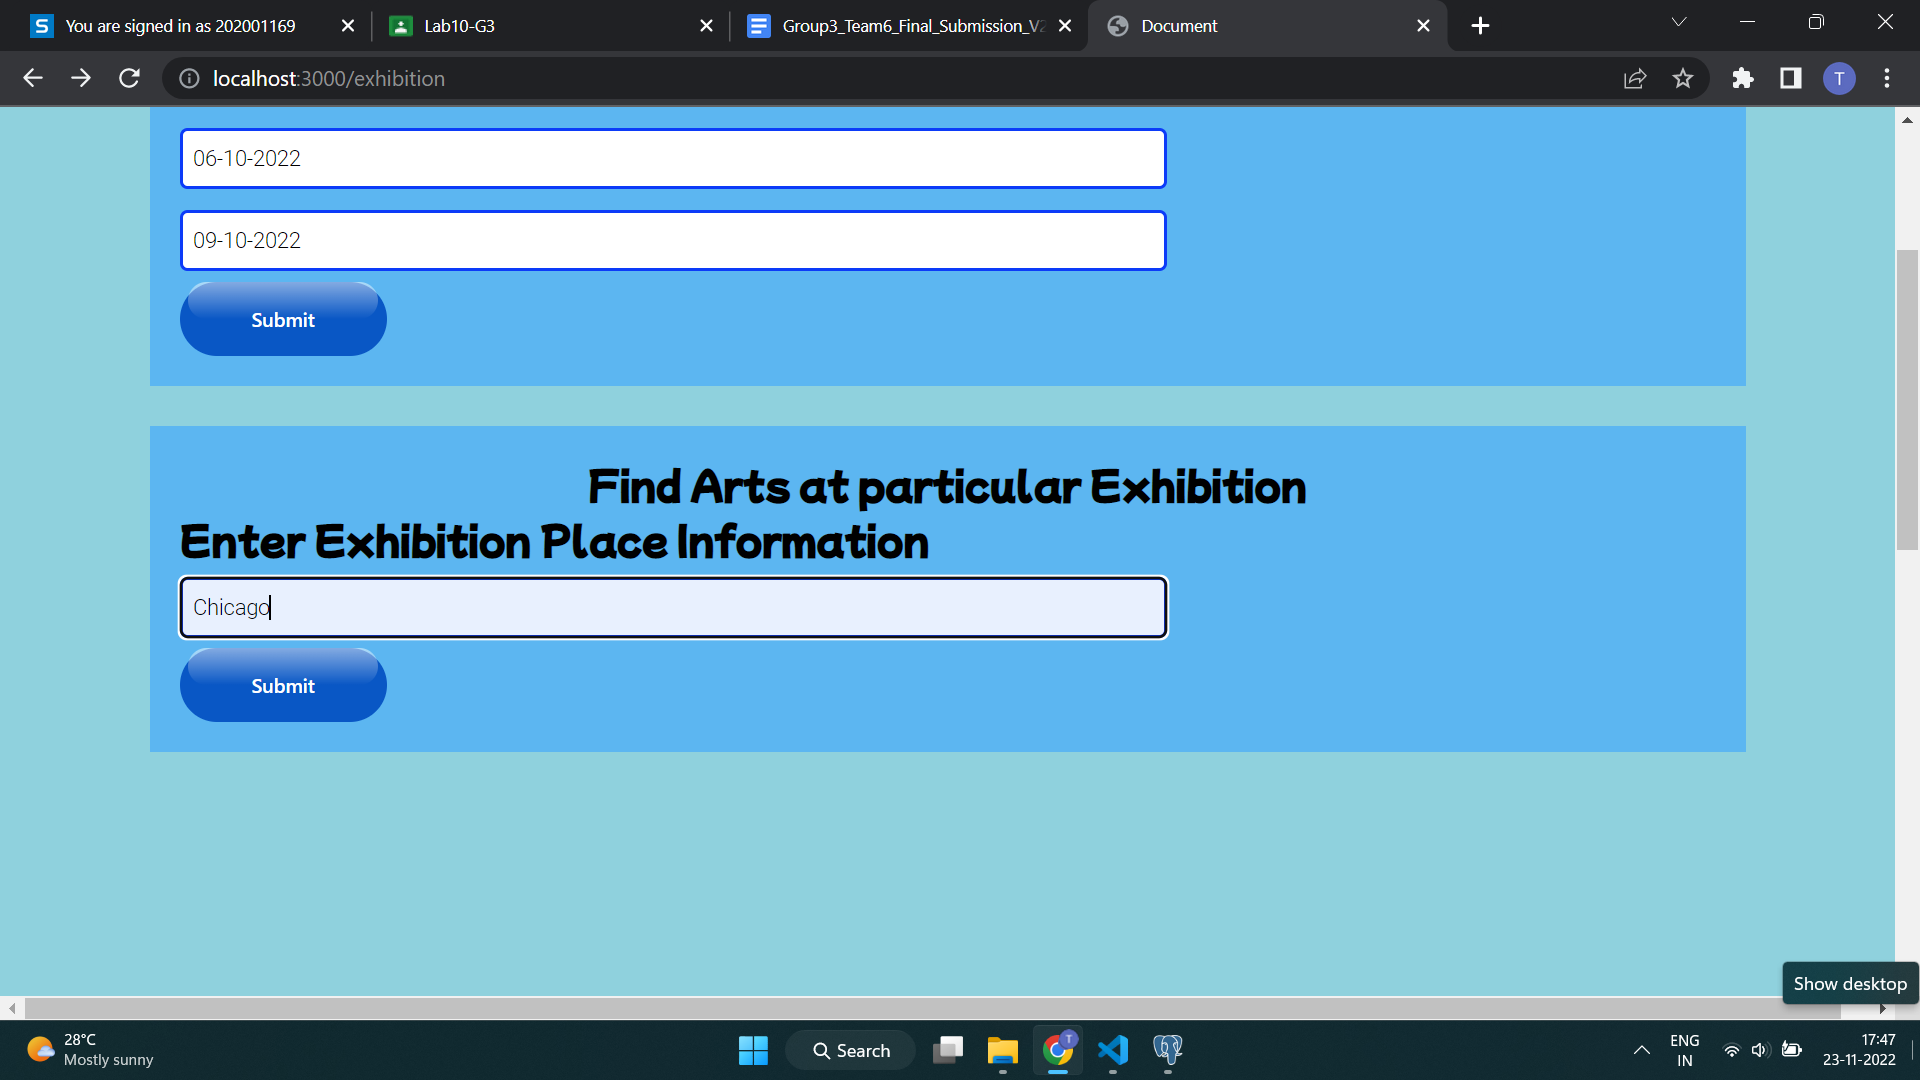 You are signed in as 202001169
Lab10-G3
Group3_Team6_Final_Submission_V2
Document
localhost:3000/exhibition
T
06-10-2022
09-10-2022
Submit
Find Arts at particular Exhibition
Enter Exhibition Place Information
Chicago
Submit
Show desktop
28°C
Mostly sunny
Search
T
ENG
IN
17:47
23-11-2022